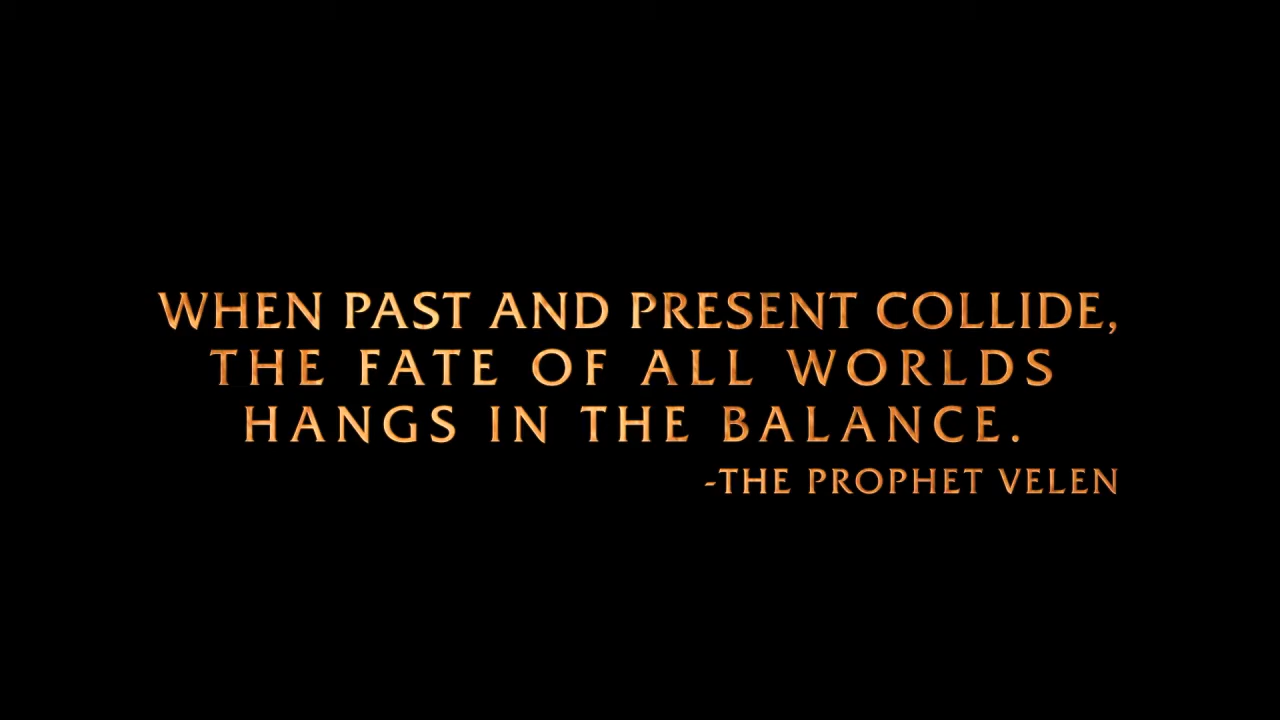 WHEN PAST AND PRESENT COLLIDE,
THE FATE OF ALL WORLDS
HANGS IN THE BALANCE.
-THE PROPHET VELEN